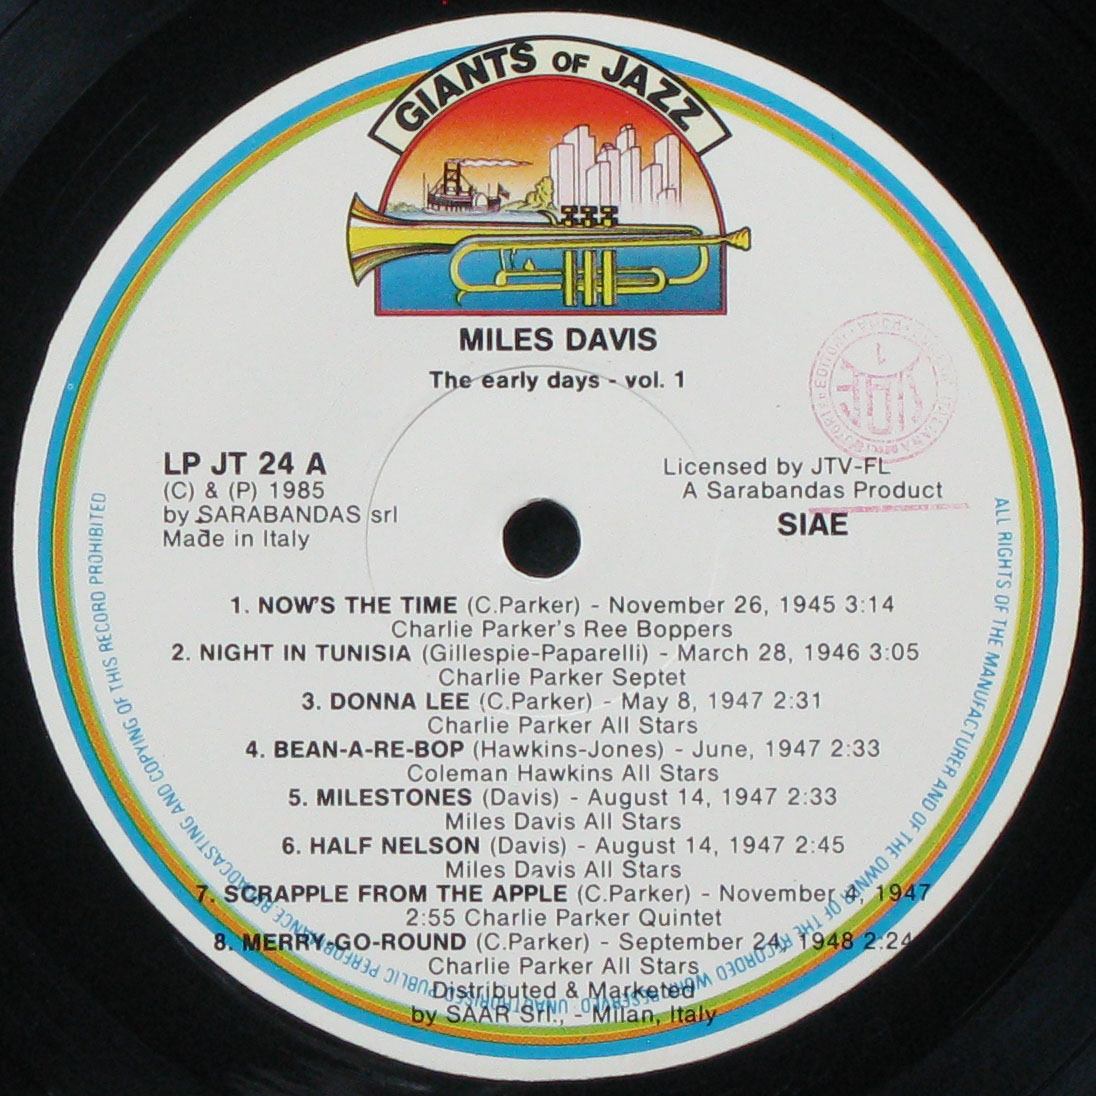 GIANTS OF JAZZ
MILES DAVIS
The early days - vol. 1
LP JT 24 A
(C) & (P) 1985
by SARABANDAS srl
Made in Italy
Licensed by JTV-FL
A Sarabandas Product
SIAE
1. NOW'S THE TIME (C.Parker) - November 26, 1945 3:14
Charlie Parker's Ree Boppers
2. NIGHT IN TUNISIA (Gillespie-Paparelli) - March 28, 1946 3:05
Charlie Parker Septet
3. DONNA LEE (C.Parker) - May 8, 1947 2:31
Charlie Parker All Stars
4. BEAN-A-RE-BOP (Hawkins-Jones) - June, 1947 2:33
Coleman Hawkins All Stars
5. MILESTONES (Davis) - August 14, 1947 2:33
Miles Davis All Stars
6. HALF NELSON (Davis) - August 14, 1947 2:45
Miles Davis All Stars
7. SCRAPPLE FROM THE APPLE (C.Parker) - November 4, 1947
2:55 Charlie Parker Quintet
8. MERRY-GO-ROUND (C.Parker) - September 24, 1948 2:24
Charlie Parker All Stars
Distributed & Marketed
by SAAR Srl., - Milan, Italy
ALL RIGHTS OF THE MANUFACTURER AND OF THE OWNER OF THE RECORDED WORK RESERVED. UNAUTHORISED PUBLIC PERFORMANCE BROADCASTING AND COPYING OF THIS RECORD PROHIBITED